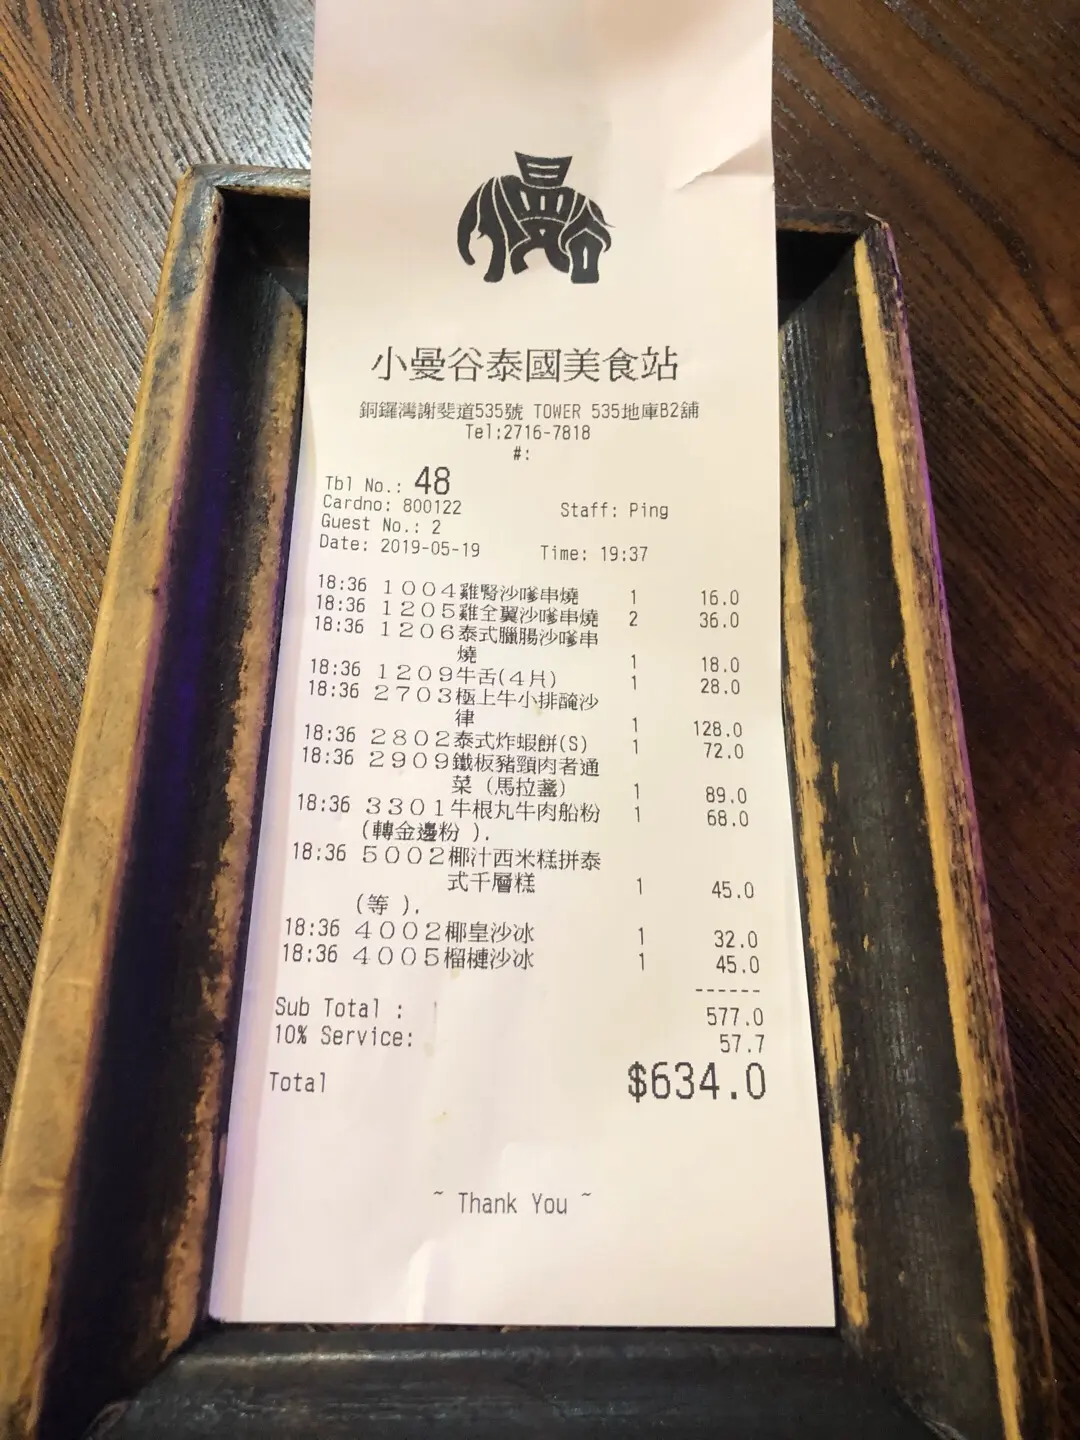 小曼谷
小曼谷泰國美食站
銅鑼灣謝斐道535號 TOWER 535地庫B2舖
Tel:2716-7818
#:
Tbl No.: 48
Cardno: 800122 Staff: Ping
Guest No.: 2
Date: 2019-05-19 Time: 19:37
18:36 1004雞腎沙嗲串燒 1 16.0
18:36 1205雞全翼沙嗲串燒 2 36.0
18:36 1206泰式臘腸沙嗲串
燒 1 18.0
18:36 1209牛舌(4片) 1 28.0
18:36 2703極上牛小排醃沙
律 1 128.0
18:36 2802泰式炸蝦餅(S) 1 72.0
18:36 2909鐵板豬頸肉者通
菜 (馬拉盞) 1 89.0
18:36 3301牛根丸牛肉船粉 1 68.0
(轉金邊粉 ).
18:36 5002椰汁西米糕拼泰
式千層糕 1 45.0
(等 ).
18:36 4002椰皇沙冰 1 32.0
18:36 4005榴槤沙冰 1 45.0
------
Sub Total : 577.0
10% Service: 57.7
Total $634.0
~ Thank You ~